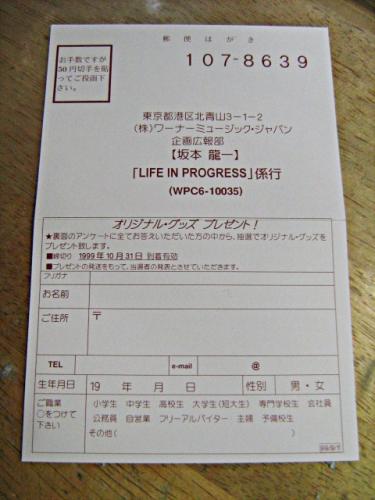 郵便はがき
お手数ですが
50円切手を貼
ってご投函下
さい。
107-8639
東京都港区北青山3-1-2
(株)ワーナーミュージック・ジャパン
企画広報部
【坂本 龍一】
「LIFE IN PROGRESS」係行
(WPC6-10035)
オリジナル・グッズ プレゼント!
★裏面のアンケートに全てお答えいただいた方の中から、抽選でオリジナル・グッズを
プレゼント致します。
■締切り 1999年10月31日 到着有効
■プレゼントの発送をもって、当選者の発表とさせていただきます。
フリガナ
お名前
ご住所 〒
TEL e-mail @
生年月日 19 年 月 日 性別 男・女
ご職業
○をつけて
下さい
小学生 中学生 高校生 大学生(短大生) 専門学校生 会社員
公務員 自営業 フリーアルバイター 主婦 予備校生
その他( )